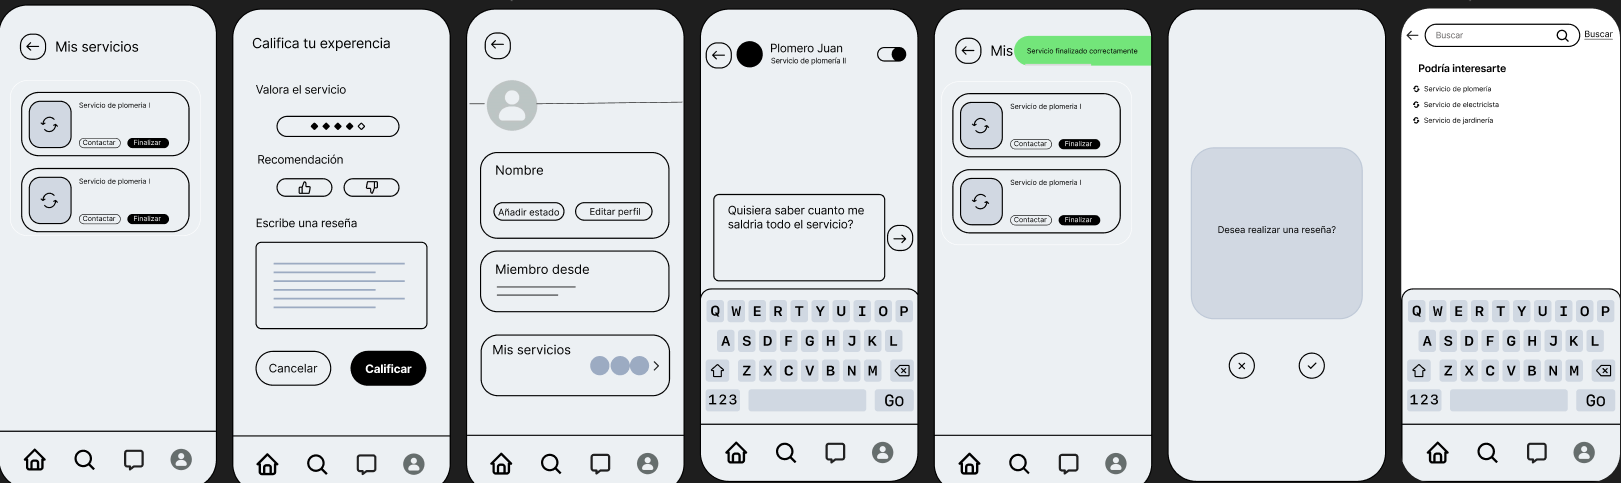 Mis servicios
Servicio de plomeria I
Contactar
Finalizar
Servicio de plomeria I
Contactar
Finalizar
Califica tu experencia
Valora el servicio
Recomendación
Escribe una reseña
Cancelar
Calificar
Nombre
Añadir estado
Editar perfil
Miembro desde
Mis servicios
Plomero Juan
Servicio de plomería II
Quisiera saber cuanto me
saldria todo el servicio?
Q W E R T Y U I O P
A S D F G H J K L
Z X C V B N M
123
Go
Mis
Servicio finalizado correctamente
Servicio de plomeria I
Contactar
Finalizar
Servicio de plomeria I
Contactar
Finalizar
Desea realizar una reseña?
Buscar
Buscar
Podría interesarte
Servicio de plomería
Servicio de electricista
Servicio de jardinería
Q W E R T Y U I O P
A S D F G H J K L
Z X C V B N M
123
Go